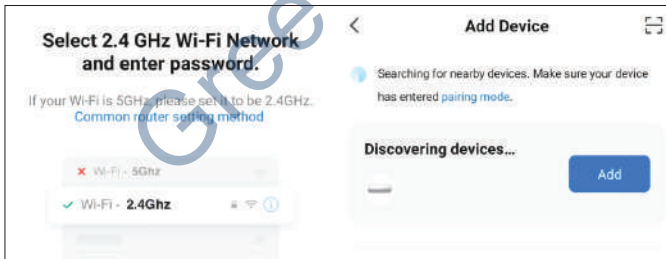 Select 2.4 GHz Wi-Fi Network
and enter password.
If your Wi-Fi is 5GHz, please set it to be 2.4GHz.
Common router setting method
Wi-Fi - 5Ghz
Wi-Fi - 2.4Ghz
Add Device
Searching for nearby devices. Make sure your device
has entered pairing mode.
Discovering devices...
Add
Gree